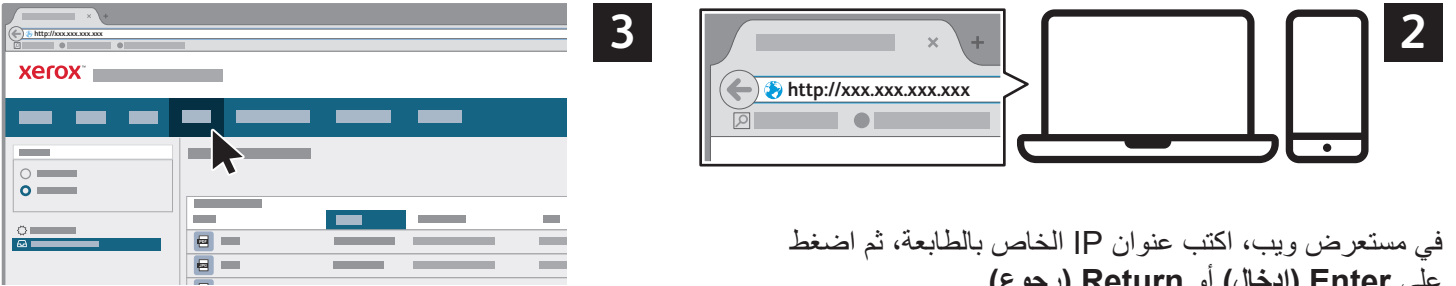 2
http://xxx.xxx.xxx.xxx
في مستعرض ويب، اكتب عنوان IP الخاص بالطابعة، ثم اضغط
على Enter (إدخال) أو Return (رجوع)
3
http://xxx.xxx.xxx.xxx
xerox™